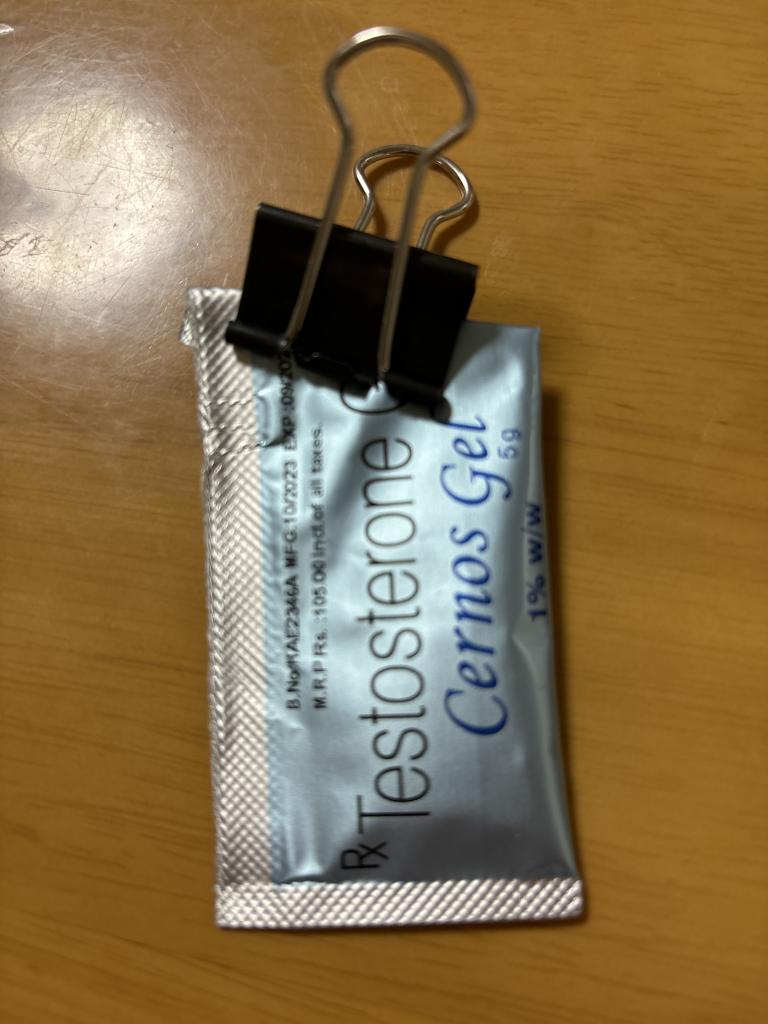 B.No.KAE2346A MFG:10/2023 EXP:09/202
M.R.P Rs.:105.00 Incl.of all taxes.
Rx Testosterone G
Cernos Gel
5g
1% w/w